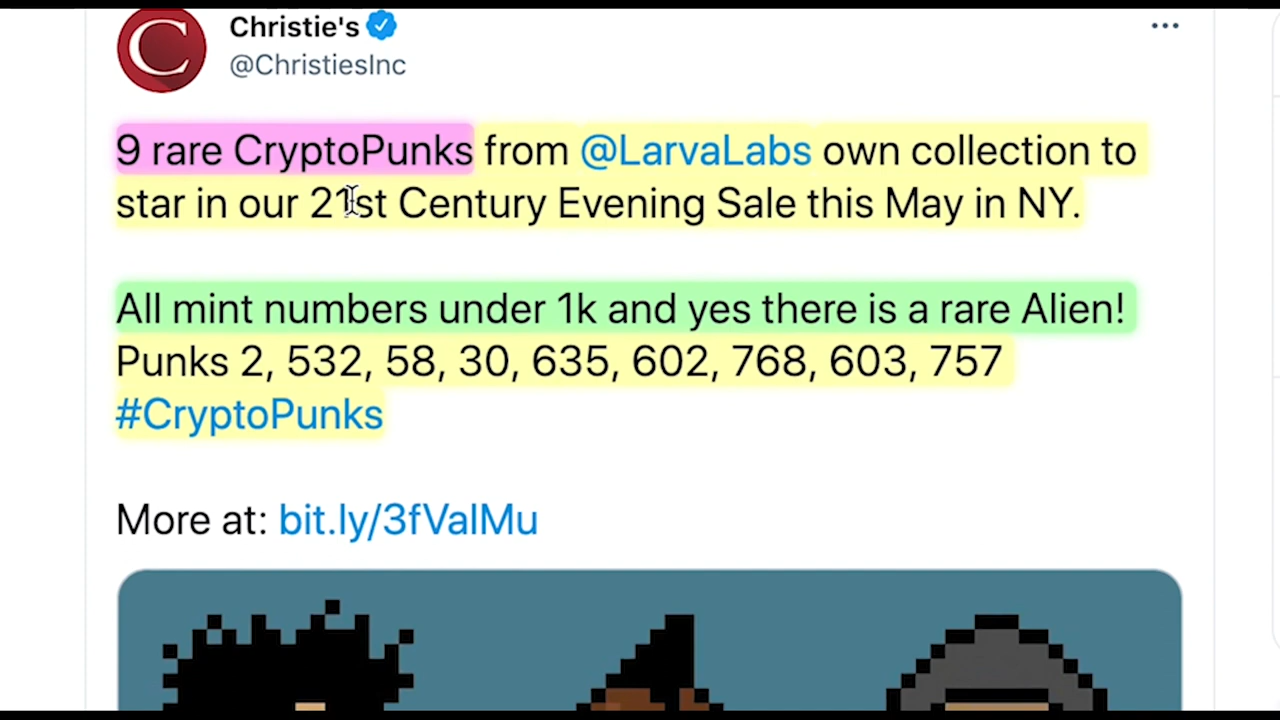 Christie's
@ChristiesInc
9 rare CryptoPunks from @LarvaLabs own collection to
star in our 21st Century Evening Sale this May in NY.
All mint numbers under 1k and yes there is a rare Alien!
Punks 2, 532, 58, 30, 635, 602, 768, 603, 757
#CryptoPunks
More at: bit.ly/3fValMu